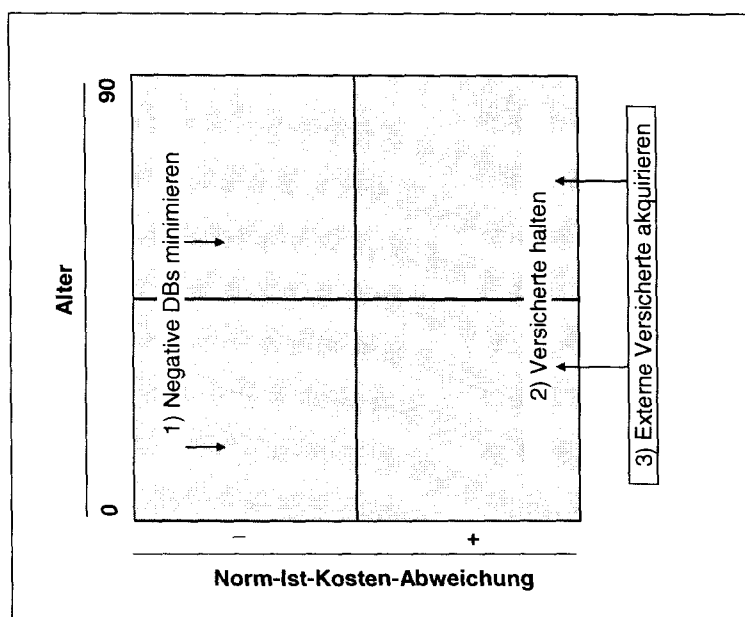 Alter
0
90
1) Negative DBs minimieren
2) Versicherte halten
3) Externe Versicherte akquirieren
–
+
Norm-Ist-Kosten-Abweichung